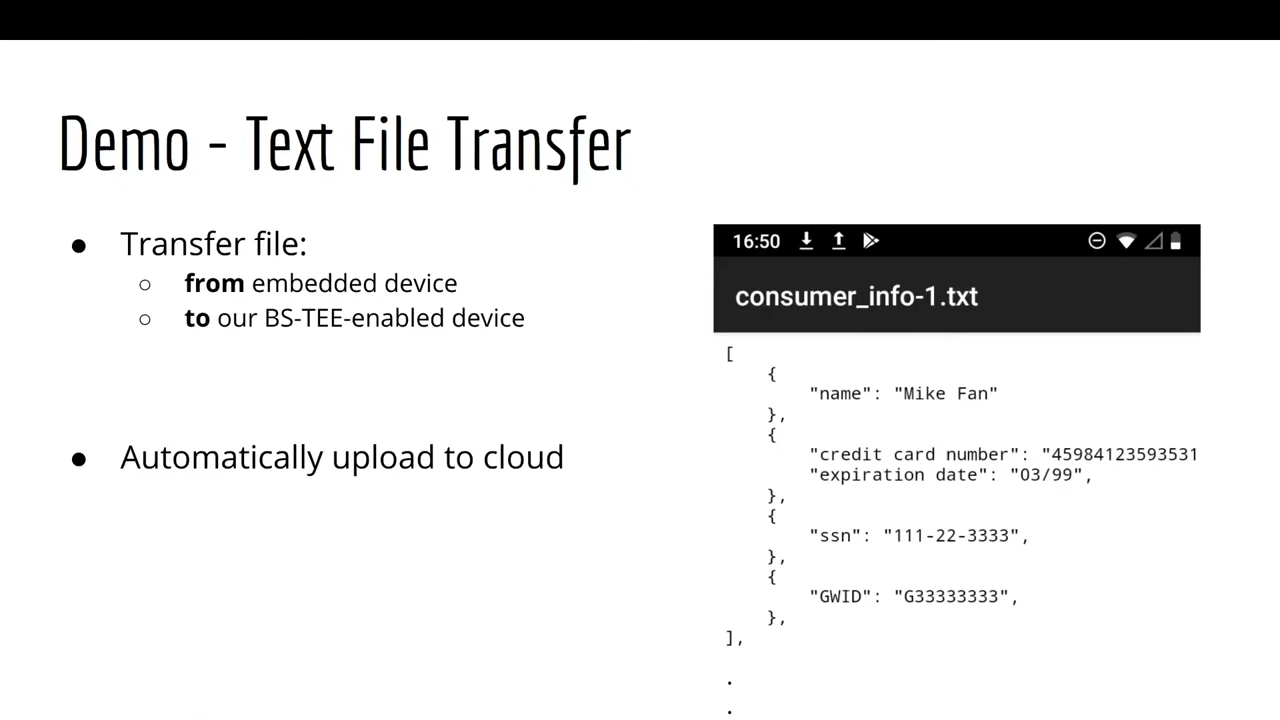 Demo - Text File Transfer
● Transfer file:
○ from embedded device
○ to our BS-TEE-enabled device
● Automatically upload to cloud
16:50
consumer_info-1.txt
[
{
"name": "Mike Fan"
},
{
"credit card number": "45984123593531
"expiration date": "03/99",
},
{
"ssn": "111-22-3333",
},
{
"GWID": "G33333333",
},
],
.
.